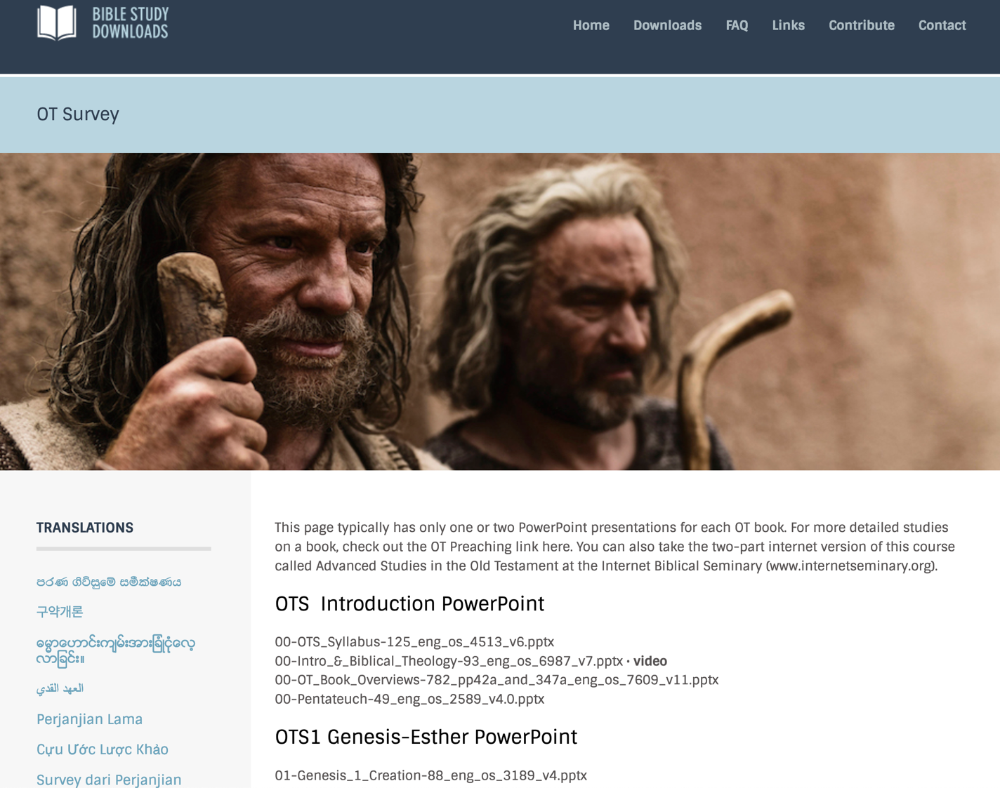 BIBLE STUDY
DOWNLOADS
Home Downloads FAQ Links Contribute Contact
OT Survey
TRANSLATIONS
පරණ ගිවිසුමේ සමීක්ෂණය
구약개론
ဓမ္မာဟောင်းကျမ်းအားခြုံငုံလေ့
လာခြင်း။
العهد القدي
Perjanjian Lama
Cựu Ước Lược Khảo
Survey dari Perjanjian
This page typically has only one or two PowerPoint presentations for each OT book. For more detailed studies
on a book, check out the OT Preaching link here. You can also take the two-part internet version of this course
called Advanced Studies in the Old Testament at the Internet Biblical Seminary (www.internetseminary.org).
OTS  Introduction PowerPoint
00-OTS_Syllabus-125_eng_os_4513_v6.pptx
00-Intro_&_Biblical_Theology-93_eng_os_6987_v7.pptx • video
00-OT_Book_Overviews-782_pp42a_and_347a_eng_os_7609_v11.pptx
00-Pentateuch-49_eng_os_2589_v4.0.pptx
OTS1 Genesis-Esther PowerPoint
01-Genesis_1_Creation-88_eng_os_3189_v4.pptx